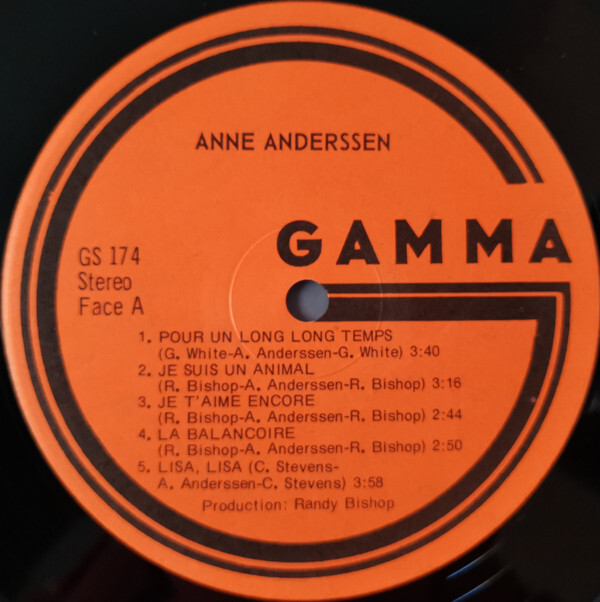 ANNE ANDERSSEN
GAMMA
GS 174
Stereo
Face A
1. POUR UN LONG LONG TEMPS
(G. White-A. Anderssen-G. White) 3:40
2. JE SUIS UN ANIMAL
(R. Bishop-A. Anderssen-R. Bishop) 3:16
3. JE T'AIME ENCORE
(R. Bishop-A. Anderssen-R. Bishop) 2:44
4. LA BALANCOIRE
(R. Bishop-A. Anderssen-R. Bishop) 2:50
5. LISA, LISA (C. Stevens-
A. Anderssen-C. Stevens) 3:58
Production: Randy Bishop